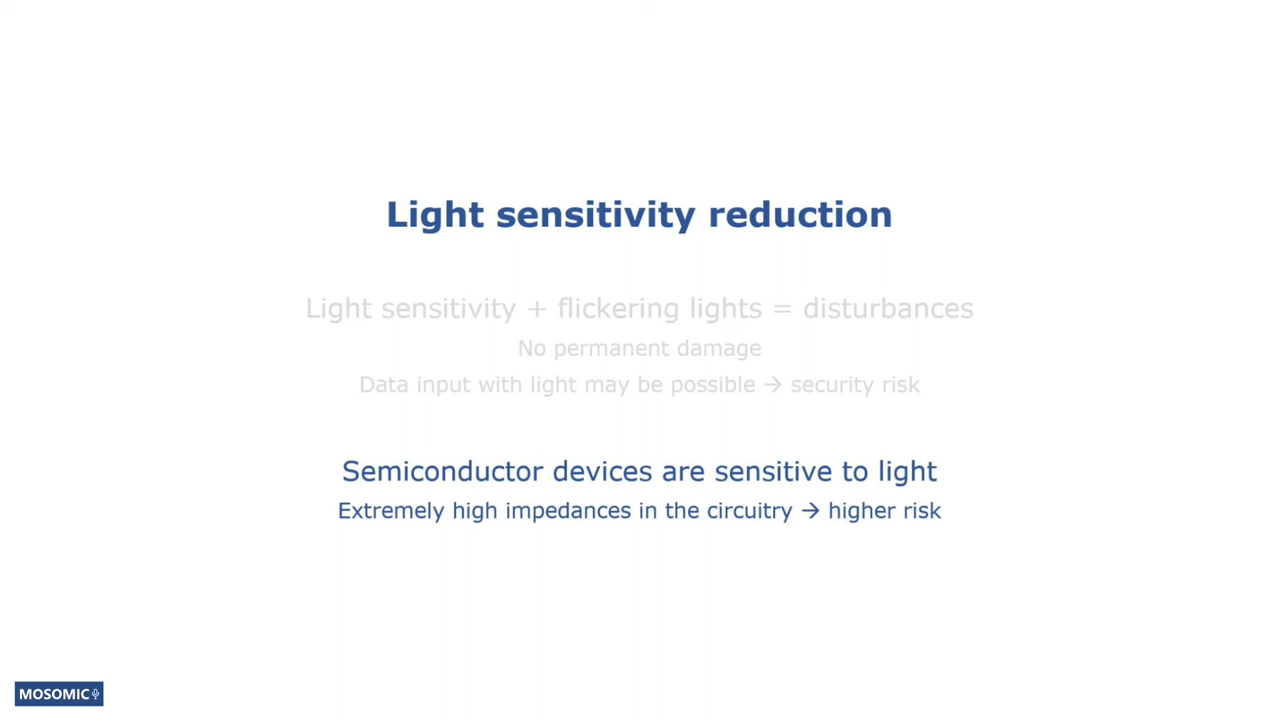 Light sensitivity reduction
Light sensitivity + flickering lights = disturbances
No permanent damage
Data input with light may be possible → security risk
Semiconductor devices are sensitive to light
Extremely high impedances in the circuitry → higher risk
MOSOMIC